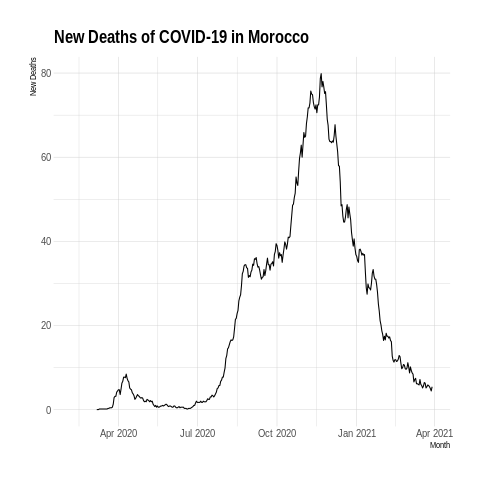 New Deaths of COVID-19 in Morocco
New Deaths
80
60
40
20
0
Apr 2020 Jul 2020 Oct 2020 Jan 2021 Apr 2021
Month